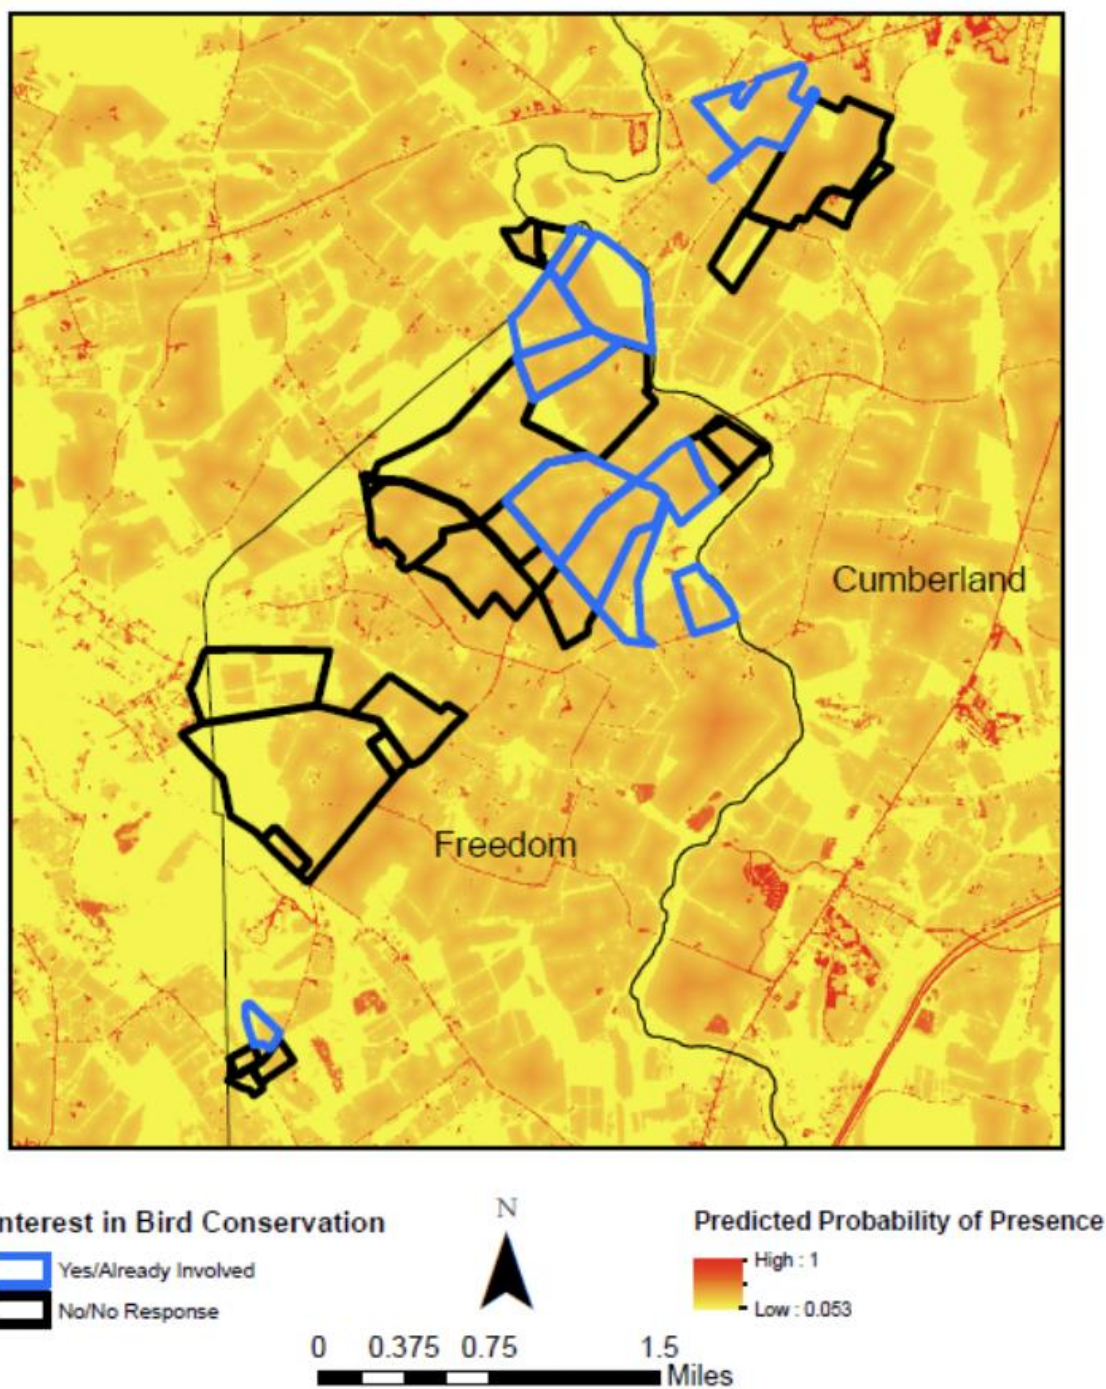 Cumberland
Freedom
nterest in Bird Conservation
Yes/Already Involved
No/No Response
N
0 0.375 0.75 1.5
Miles
Predicted Probability of Presence
High : 1
Low : 0.053